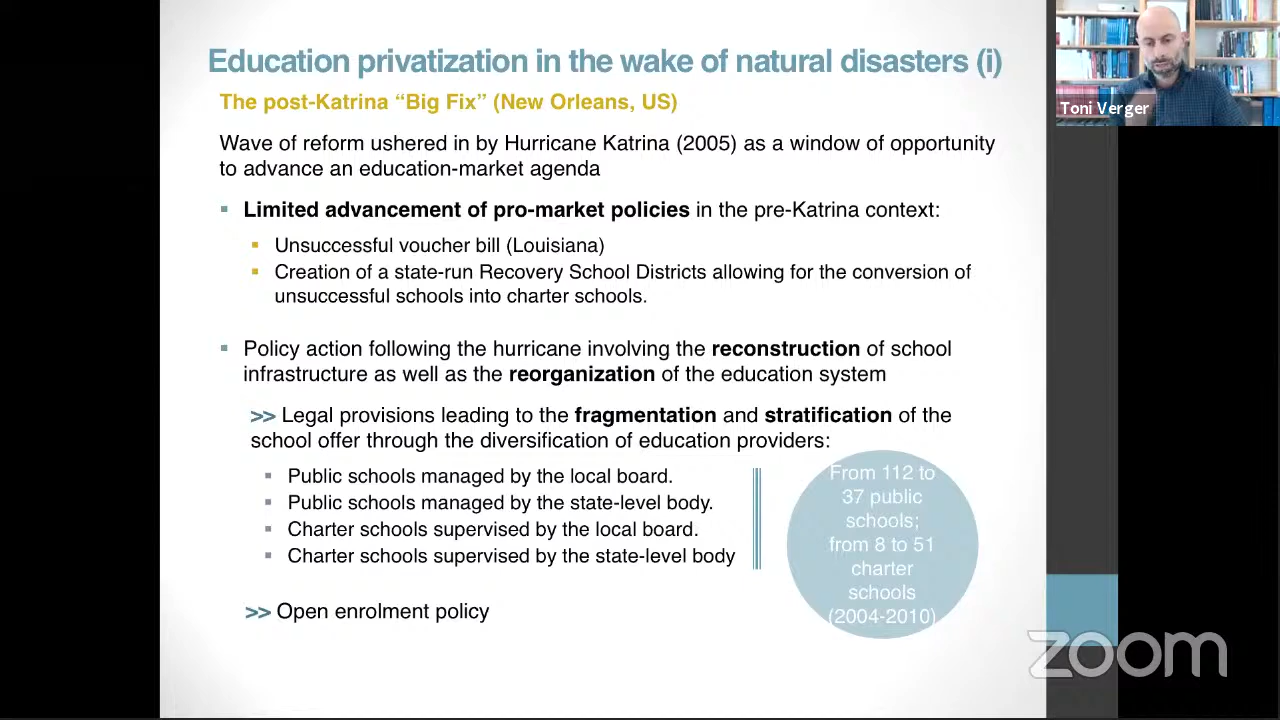 Education privatization in the wake of natural disasters (i)
The post-Katrina “Big Fix” (New Orleans, US)
Wave of reform ushered in by Hurricane Katrina (2005) as a window of opportunity
to advance an education-market agenda
Limited advancement of pro-market policies in the pre-Katrina context:
Unsuccessful voucher bill (Louisiana)
Creation of a state-run Recovery School Districts allowing for the conversion of
unsuccessful schools into charter schools.
Policy action following the hurricane involving the reconstruction of school
infrastructure as well as the reorganization of the education system
>> Legal provisions leading to the fragmentation and stratification of the
school offer through the diversification of education providers:
Public schools managed by the local board.
Public schools managed by the state-level body.
Charter schools supervised by the local board.
Charter schools supervised by the state-level body
From 112 to
37 public
schools;
from 8 to 51
charter
schools
(2004-2010)
>> Open enrolment policy
Toni Verger
zoom